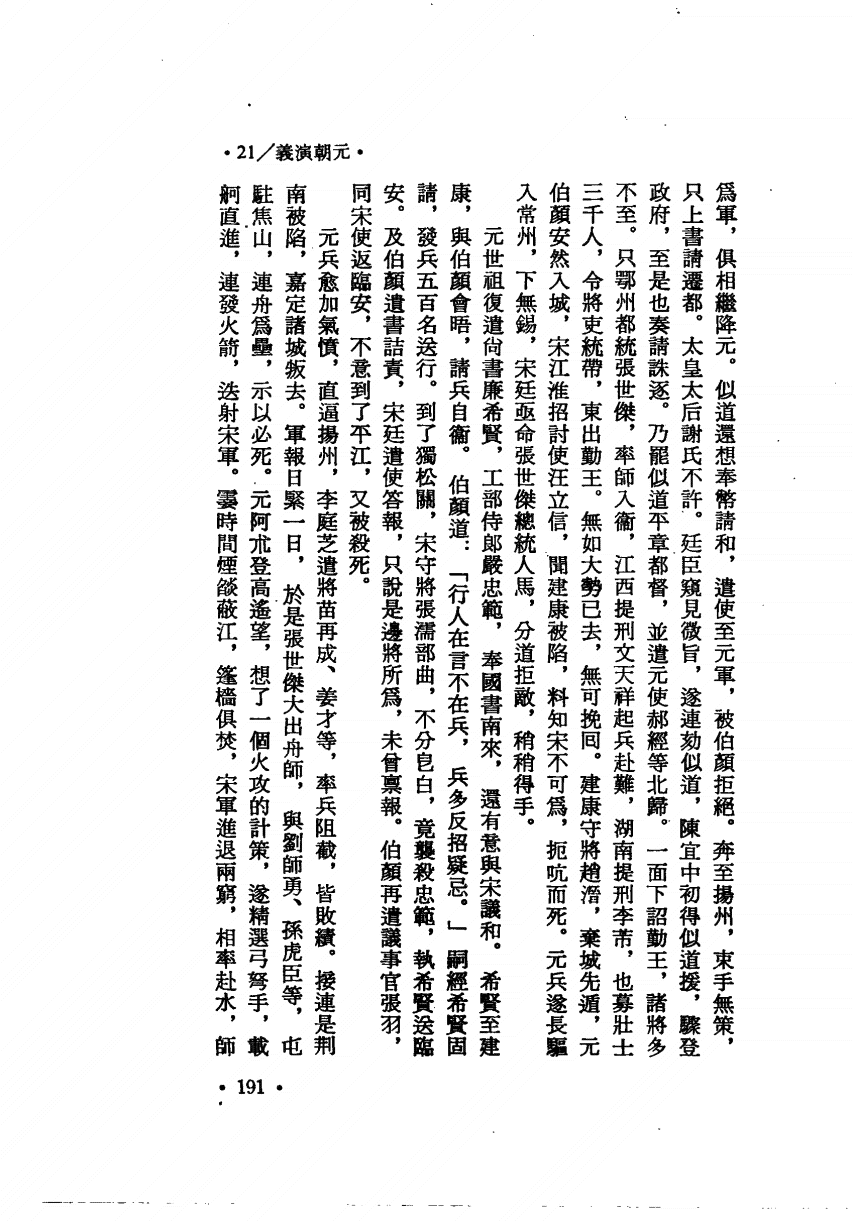 •21／義演朝元•
爲軍，俱相繼降元。似道還想奉幣請和，遣使至元軍，被伯顏拒絕。奔至揚州，束手無策，
只上書請遷都。太皇太后謝氏不許。廷臣窺見微旨，遂連劾似道，陳宜中初得似道援，驟登
政府，至是也奏請誅逐。乃罷似道平章都督，並遣元使郝經等北歸。一面下詔勤王，諸將多
不至。只鄂州都統張世傑，率師入衞，江西提刑文天祥起兵赴難，湖南提刑李芾，也募壯士
三千人，令將吏統帶，東出勤王。無如大勢已去，無可挽回。建康守將趙溍，棄城先遁，元
伯顏安然入城，宋江淮招討使汪立信，聞建康被陷，料知宋不可爲，扼吭而死。元兵遂長驅
入常州，下無錫，宋廷亟命張世傑總統人馬，分道拒敵，稍稍得手。
元世祖復遣尙書廉希賢，工部侍郎嚴忠範，奉國書南來，還有意與宋議和。希賢至建
康，與伯顏會晤，請兵自衞。伯顏道：「行人在言不在兵，兵多反招疑忌。」嗣經希賢固
請，發兵五百名送行。到了獨松關，宋守將張濡部曲，不分皀白，竟襲殺忠範，執希賢送臨
安。及伯顏遣書詰責，宋廷遣使答報，只說是邊將所爲，未曾禀報。伯顏再遣議事官張羽，
同宋使返臨安，不意到了平江，又被殺死。
元兵愈加氣憤，直逼揚州，李庭芝遣將苗再成、姜才等，率兵阻截，皆敗績。接連是荆
南被陷，嘉定諸城叛去。軍報日緊一日，於是張世傑大出舟師，與劉師勇、孫虎臣等，屯
駐焦山，連舟爲壘，示以必死。元阿朮登高遙望，想了一個火攻的計策，遂精選弓弩手，載
舸直進，連發火箭，迭射宋軍。霎時間煙燄蔽江，篷檣俱焚，宋軍進退兩窮，相率赴水，師
•191•